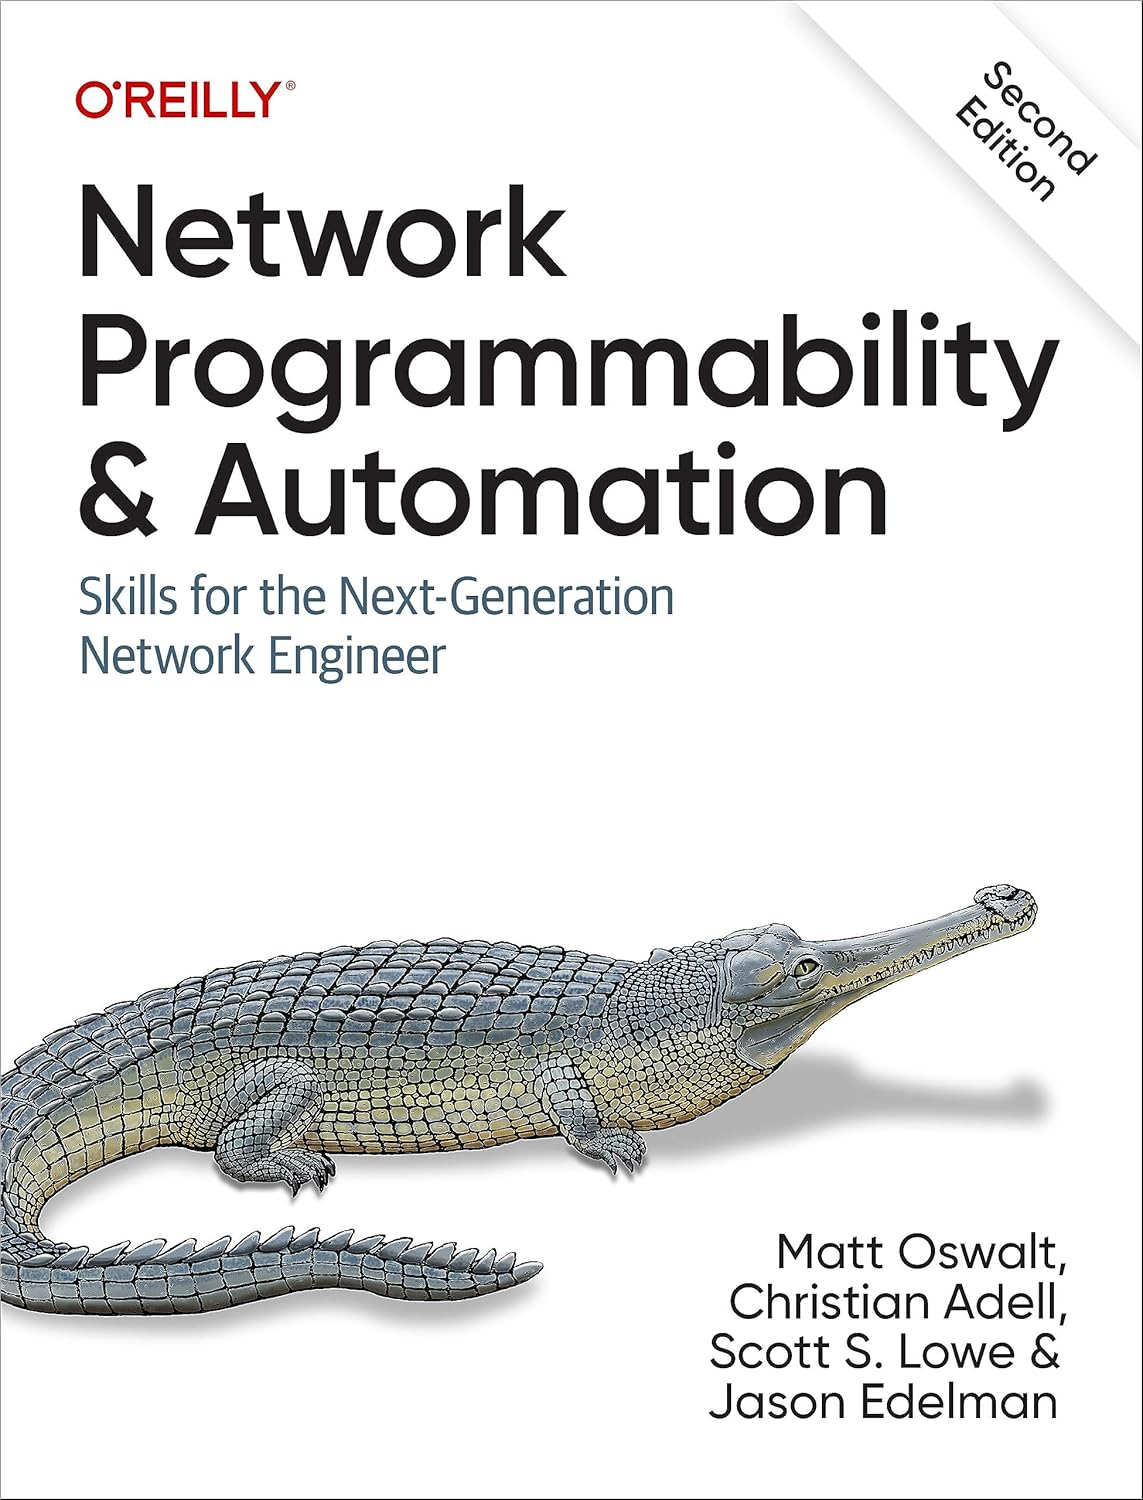 O'REILLY®
Second
Edition
Network
Programmability
& Automation
Skills for the Next-Generation
Network Engineer
Matt Oswalt,
Christian Adell,
Scott S. Lowe &
Jason Edelman